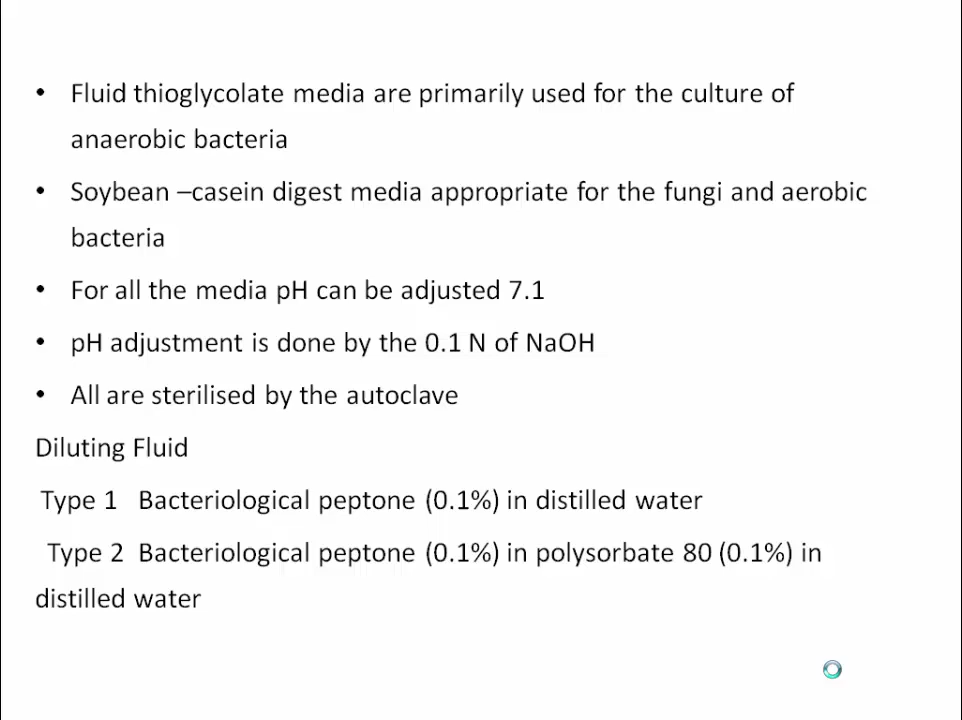 • Fluid thioglycolate media are primarily used for the culture of
anaerobic bacteria
• Soybean –casein digest media appropriate for the fungi and aerobic
bacteria
• For all the media pH can be adjusted 7.1
• pH adjustment is done by the 0.1 N of NaOH
• All are sterilised by the autoclave
Diluting Fluid
Type 1 Bacteriological peptone (0.1%) in distilled water
Type 2 Bacteriological peptone (0.1%) in polysorbate 80 (0.1%) in
distilled water